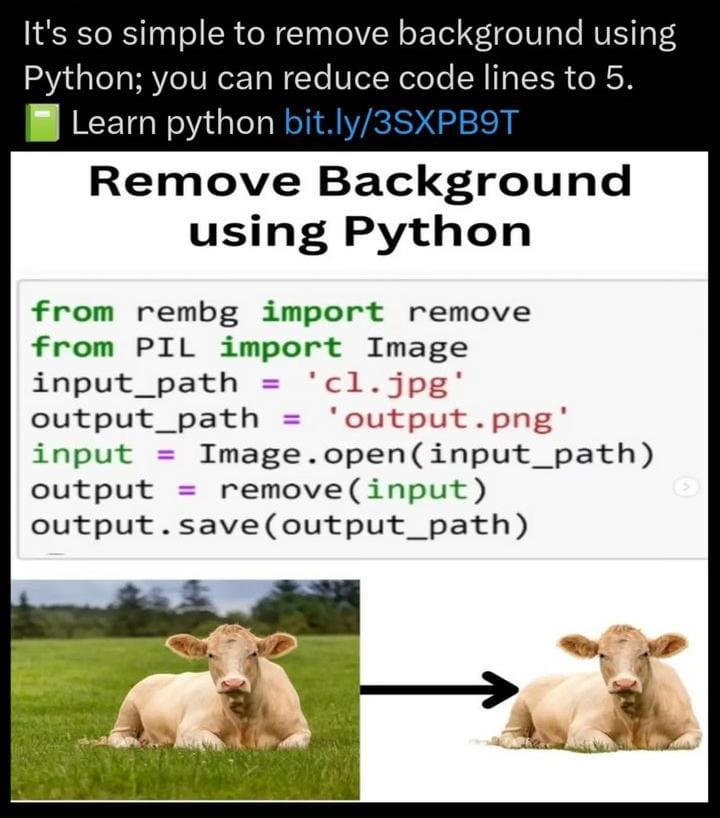 It's so simple to remove background using
Python; you can reduce code lines to 5.
📗 Learn python bit.ly/3SXPB9T
Remove Background
using Python
from rembg import remove
from PIL import Image
input_path = 'cl.jpg'
output_path = 'output.png'
input = Image.open(input_path)
output = remove(input)
output.save(output_path)